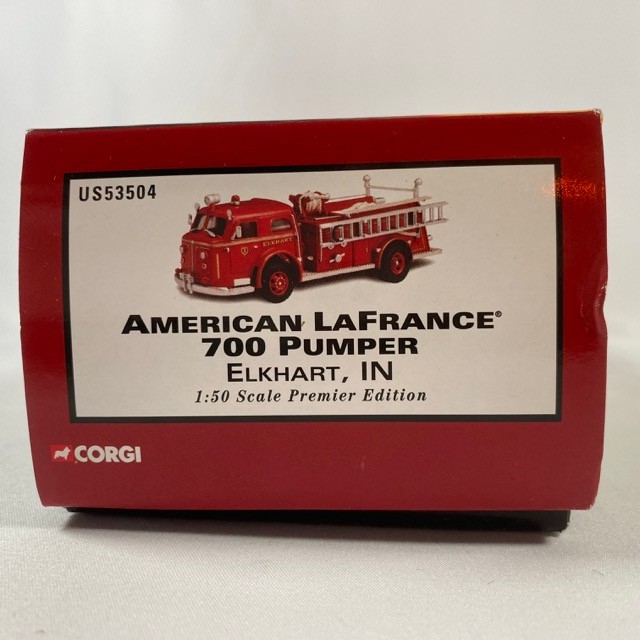 US53504
ELKHART
AMERICAN LAFRANCE®
700 PUMPER
ELKHART, IN
1:50 Scale Premier Edition
CORGI